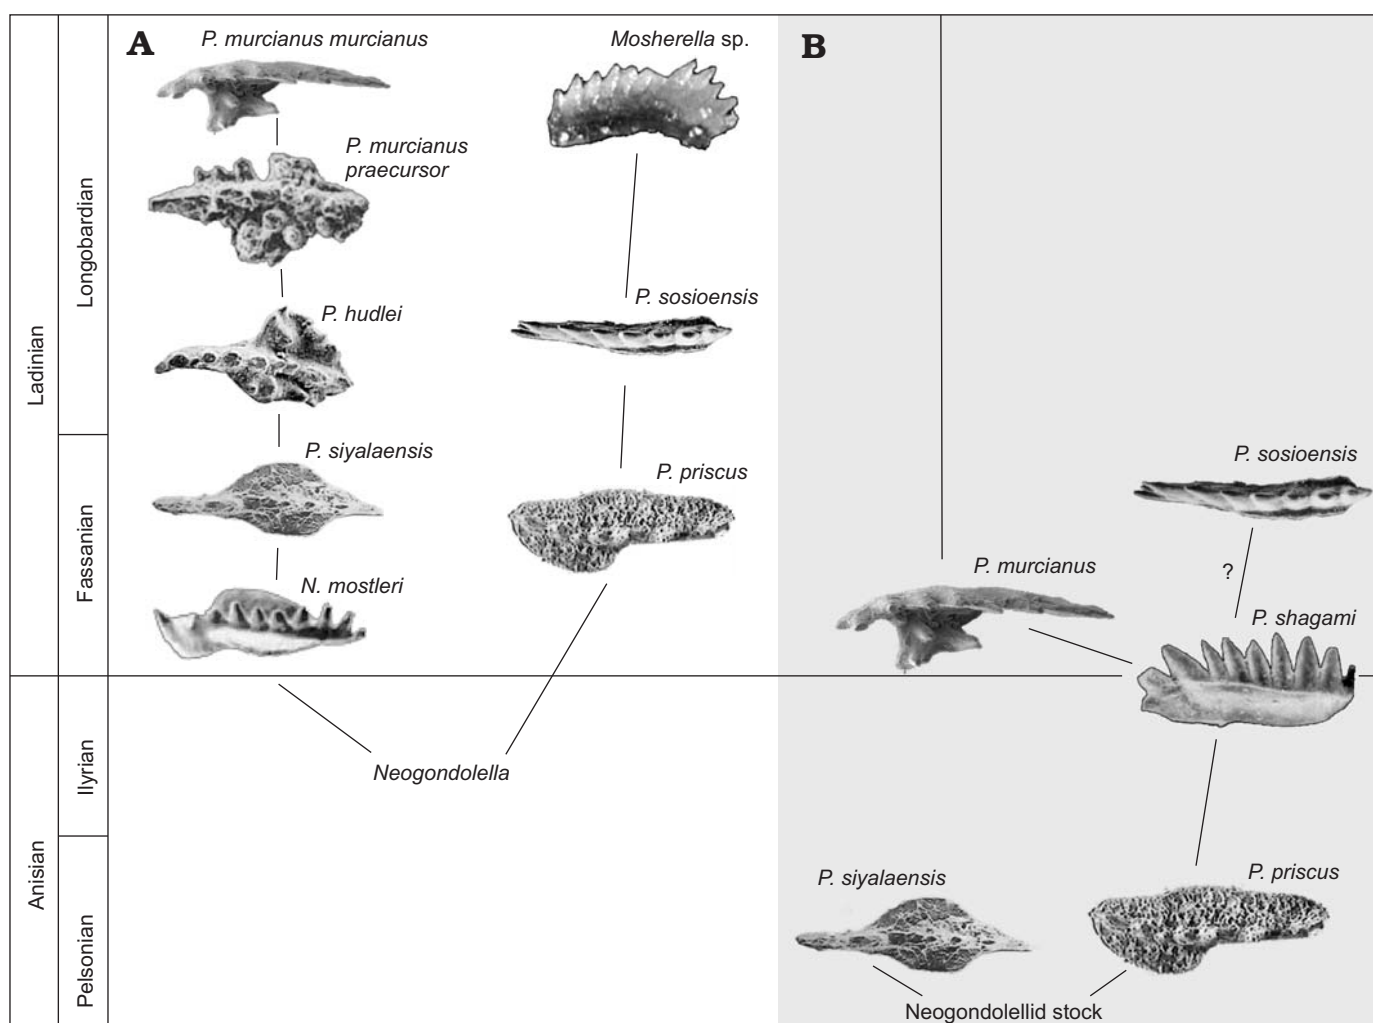 A
P. murcianus murcianus
Mosherella sp.
B
P. murcianus
praecursor
P. sosioensis
P. hudlei
P. siyalaensis
P. priscus
N. mostleri
Neogondolella
P. sosioensis
?
P. murcianus
P. shagami
P. siyalaensis
P. priscus
Neogondolellid stock
Ladinian
Longobardian
Fassanian
Anisian
Illyrian
Pelsonian